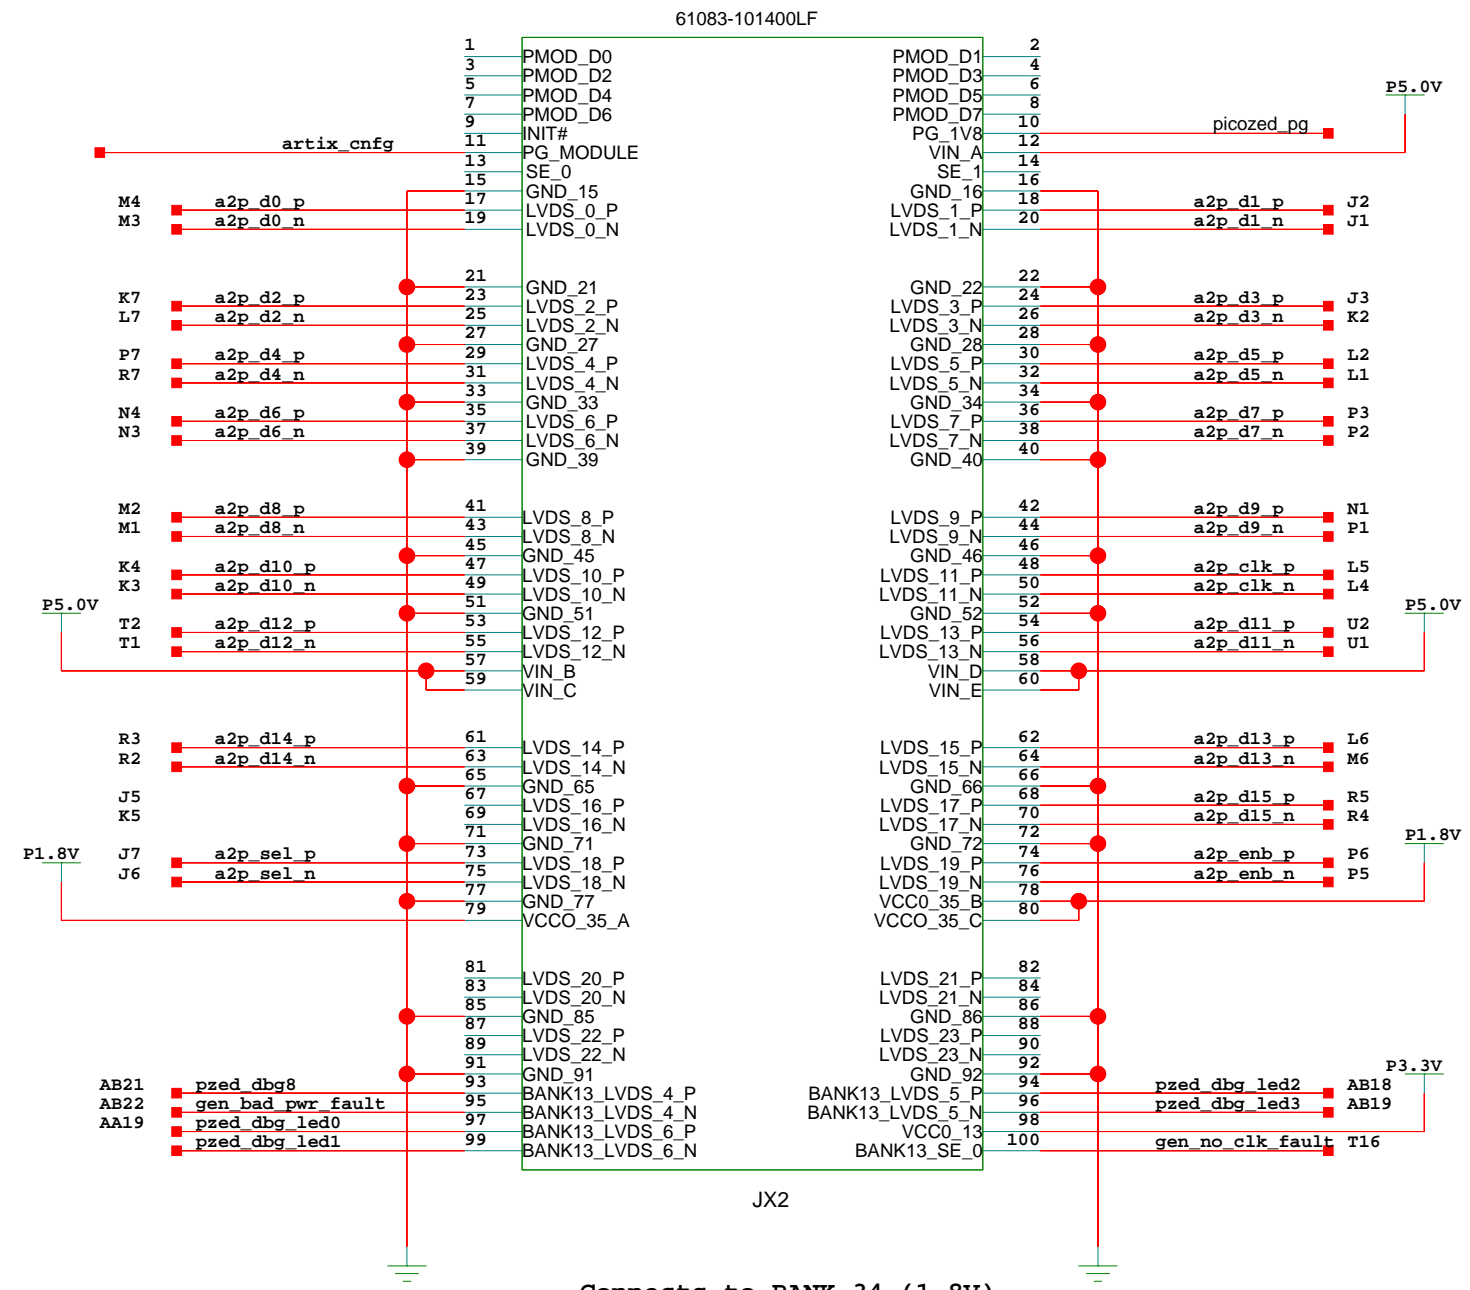 61083-101400LF
1 PMOD_D0 PMOD_D1 2
3 PMOD_D2 PMOD_D3 4
5 PMOD_D4 PMOD_D5 6
7 PMOD_D6 PMOD_D7 8
P5.0V
9 INIT# PG_1V8 10 picozed_pg
artix_cnfg 11 PG_MODULE VIN_A 12
13 SE_0 SE_1 14
15 GND_15 GND_16 16
M4 a2p_d0_p 17 LVDS_0_P LVDS_1_P 18 a2p_d1_p J2
M3 a2p_d0_n 19 LVDS_0_N LVDS_1_N 20 a2p_d1_n J1
21 GND_21 GND_22 22
K7 a2p_d2_p 23 LVDS_2_P LVDS_3_P 24 a2p_d3_p J3
L7 a2p_d2_n 25 LVDS_2_N LVDS_3_N 26 a2p_d3_n K2
27 GND_27 GND_28 28
P7 a2p_d4_p 29 LVDS_4_P LVDS_5_P 30 a2p_d5_p L2
R7 a2p_d4_n 31 LVDS_4_N LVDS_5_N 32 a2p_d5_n L1
33 GND_33 GND_34 34
N4 a2p_d6_p 35 LVDS_6_P LVDS_7_P 36 a2p_d7_p P3
N3 a2p_d6_n 37 LVDS_6_N LVDS_7_N 38 a2p_d7_n P2
39 GND_39 GND_40 40
M2 a2p_d8_p 41 LVDS_8_P LVDS_9_P 42 a2p_d9_p N1
M1 a2p_d8_n 43 LVDS_8_N LVDS_9_N 44 a2p_d9_n P1
45 GND_45 GND_46 46
K4 a2p_d10_p 47 LVDS_10_P LVDS_11_P 48 a2p_clk_p L5
K3 a2p_d10_n 49 LVDS_10_N LVDS_11_N 50 a2p_clk_n L4
P5.0V 51 GND_51 GND_52 52 P5.0V
T2 a2p_d12_p 53 LVDS_12_P LVDS_13_P 54 a2p_d11_p U2
T1 a2p_d12_n 55 LVDS_12_N LVDS_13_N 56 a2p_d11_n U1
57 VIN_B VIN_D 58
59 VIN_C VIN_E 60
R3 a2p_d14_p 61 LVDS_14_P LVDS_15_P 62 a2p_d13_p L6
R2 a2p_d14_n 63 LVDS_14_N LVDS_15_N 64 a2p_d13_n M6
65 GND_65 GND_66 66
J5 67 LVDS_16_P LVDS_17_P 68 a2p_d15_p R5
K5 69 LVDS_16_N LVDS_17_N 70 a2p_d15_n R4
71 GND_71 GND_72 72 P1.8V
P1.8V J7 a2p_sel_p 73 LVDS_18_P LVDS_19_P 74 a2p_enb_p P6
J6 a2p_sel_n 75 LVDS_18_N LVDS_19_N 76 a2p_enb_n P5
77 GND_77 VCC0_35_B 78
79 VCCO_35_A VCCO_35_C 80
81 LVDS_20_P LVDS_21_P 82
83 LVDS_20_N LVDS_21_N 84
85 GND_85 GND_86 86
87 LVDS_22_P LVDS_23_P 88
89 LVDS_22_N LVDS_23_N 90
91 GND_91 GND_92 92 P3.3V
AB21 pzed_dbg8 93 BANK13_LVDS_4_P BANK13_LVDS_5_P 94 pzed_dbg_led2 AB18
AB22 gen_bad_pwr_fault 95 BANK13_LVDS_4_N BANK13_LVDS_5_N 96 pzed_dbg_led3 AB19
AA19 pzed_dbg_led0 97 BANK13_LVDS_6_P VCC0_13 98
pzed_dbg_led1 99 BANK13_LVDS_6_N BANK13_SE_0 100 gen_no_clk_fault T16
JX2
Connects to BANK 34 (1.8V)